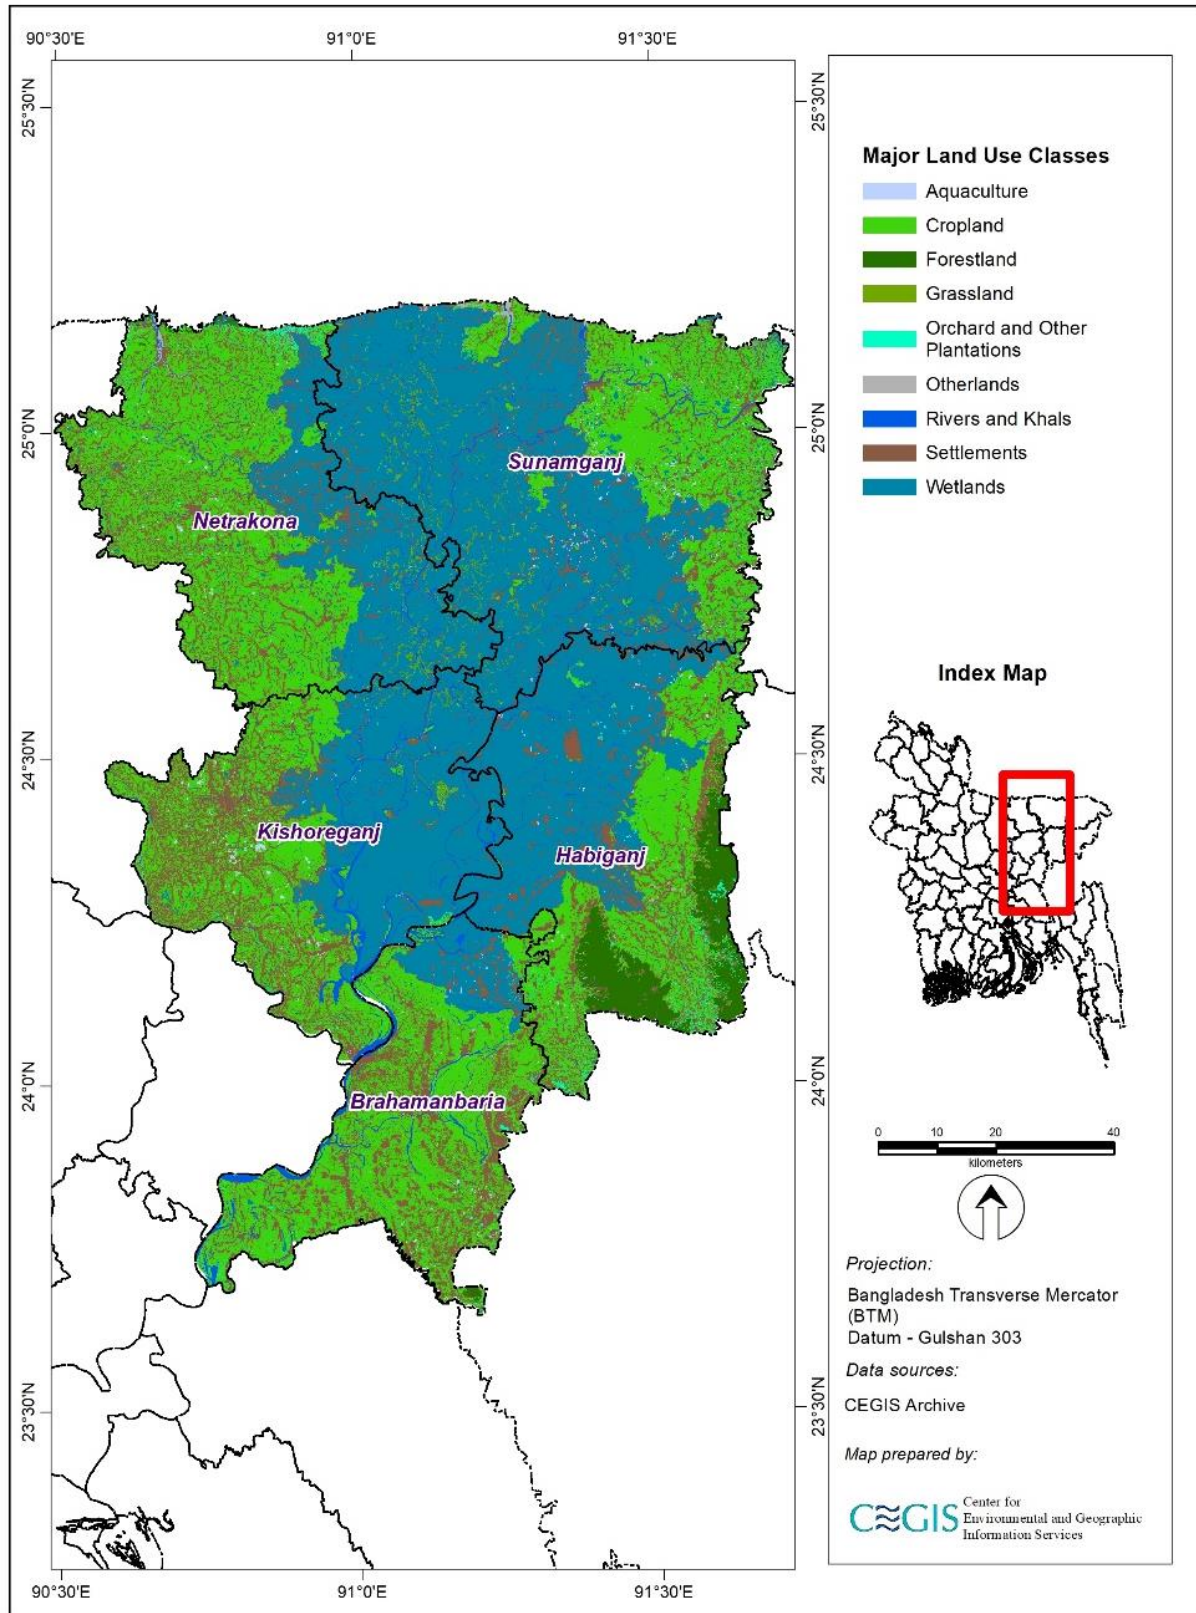 90°30'E
91°0'E
91°30'E
25°30'N
25°30'N
Major Land Use Classes
Aquaculture
Cropland
Forestland
Grassland
Orchard and Other
Plantations
Otherlands
Rivers and Khals
Settlements
Wetlands
25°0'N
25°0'N
Sunamganj
Netrakona
Index Map
24°30'N
24°30'N
Kishoreganj
Habiganj
24°0'N
24°0'N
Brahamanbaria
0 10 20 40
kilometers
Projection:
Bangladesh Transverse Mercator
(BTM)
Datum - Gulshan 303
Data sources:
CEGIS Archive
23°30'N
23°30'N
Map prepared by:
CEGIS
Center for
Environmental and Geographic
Information Services
90°30'E
91°0'E
91°30'E